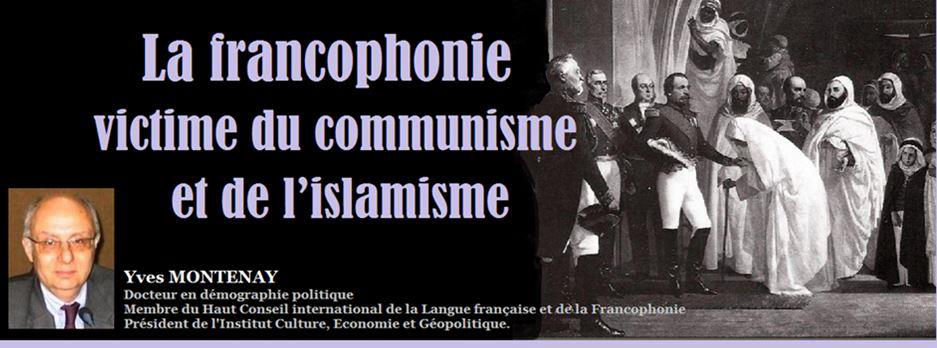 La francophonie
victime du communisme
et de l'islamisme
Yves MONTENAY
Docteur en démographie politique
Membre du Haut Conseil international de la Langue française et de la Francophonie
Président de l'Institut Culture, Economie et Géopolitique.